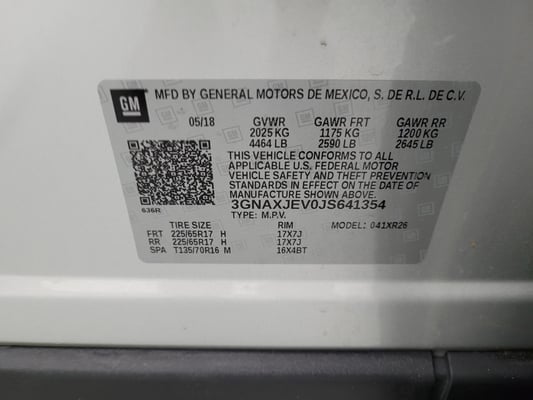 GM MFD BY GENERAL MOTORS DE MEXICO, S. DE R.L. DE C.V.
05/18 GVWR GAWR FRT GAWR RR
2025 KG 1175 KG 1200 KG
4464 LB 2590 LB 2645 LB
THIS VEHICLE CONFORMS TO ALL
APPLICABLE U.S. FEDERAL MOTOR
VEHICLE SAFETY AND THEFT PREVENTION
STANDARDS IN EFFECT ON THE DATE OF
MANUFACTURE SHOWN ABOVE.
636R 3GNAXJEV0JS641354
TYPE: M.P.V.
TIRE SIZE RIM MODEL: 041XR26
FRT 225/65R17 H 17X7J
RR 225/65R17 H 17X7J
SPA T135/70R16 M 16X4BT